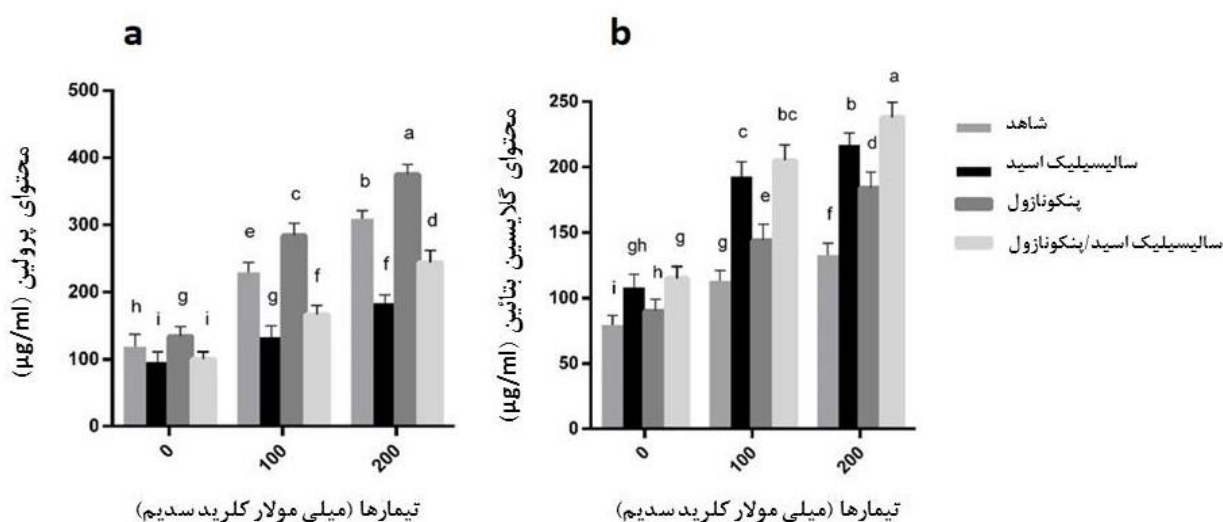 a
محتوای پرولین (µg/ml)
500
400
300
200
100
0
h
i
g
i
e
g
c
f
b
f
a
d
0
100
200
تیمارها (میلی مولار کلرید سدیم)
b
محتوای گلایسین بتائین (µg/ml)
250
200
150
100
50
0
i
gh
h
g
g
c
e
bc
f
b
d
a
0
100
200
تیمارها (میلی مولار کلرید سدیم)
شاهد
سالیسیلیک اسید
پنکونازول
سالیسیلیک اسید/پنکونازول